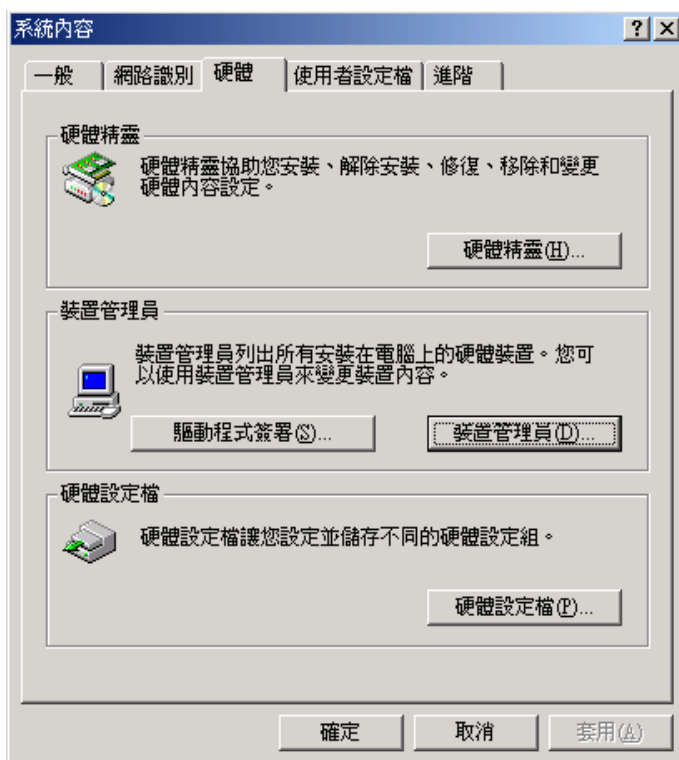 系統內容
一般 網路識別 硬體 使用者設定檔 進階
硬體精靈
硬體精靈協助您安裝、解除安裝、修復、移除和變更
硬體內容設定。
硬體精靈(H)...
裝置管理員
裝置管理員列出所有安裝在電腦上的硬體裝置。您可
以使用裝置管理員來變更裝置內容。
驅動程式簽署(S)... 裝置管理員(D)...
硬體設定檔
硬體設定檔讓您設定並儲存不同的硬體設定組。
硬體設定檔(P)...
確定 取消 套用(A)